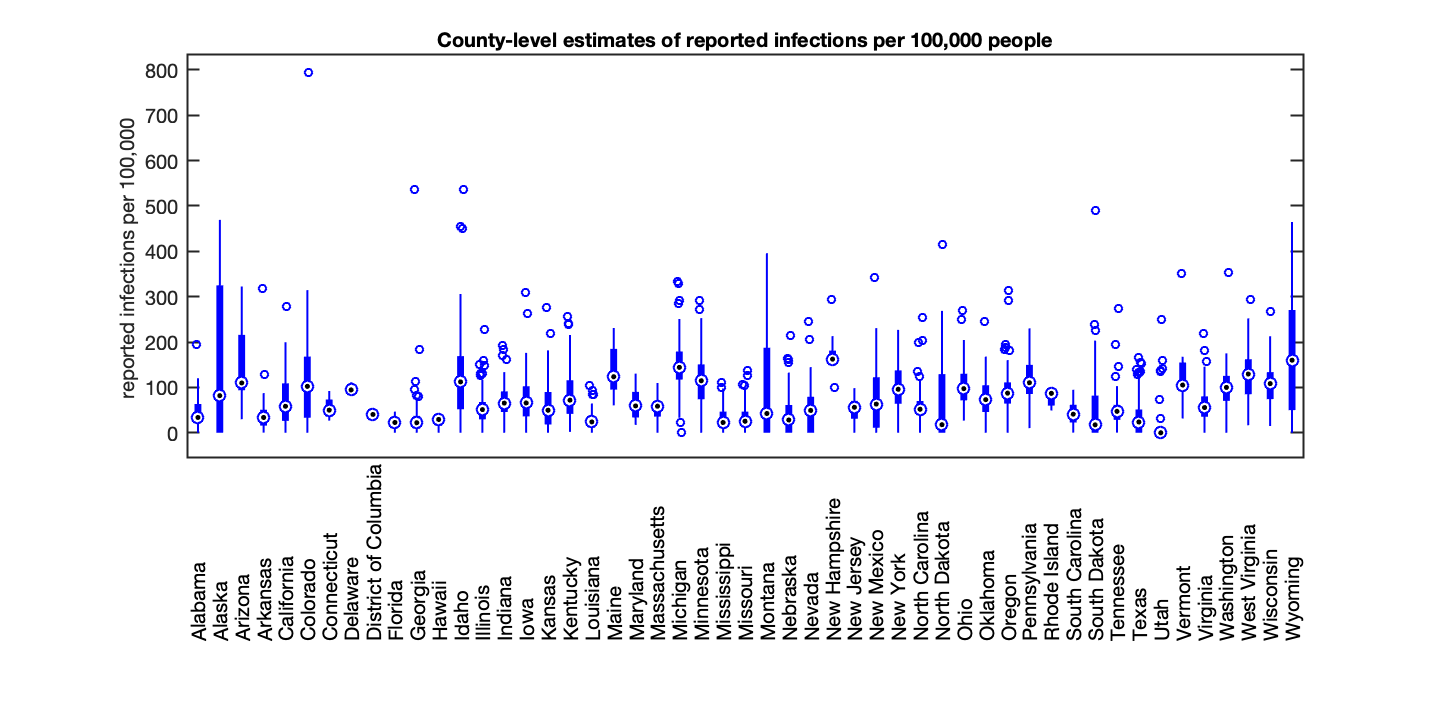 County-level estimates of reported infections per 100,000 people
reported infections per 100,000
800
700
600
500
400
300
200
100
0
Alabama
Alaska
Arizona
Arkansas
California
Colorado
Connecticut
Delaware
District of Columbia
Florida
Georgia
Hawaii
Idaho
Illinois
Indiana
Iowa
Kansas
Kentucky
Louisiana
Maine
Maryland
Massachusetts
Michigan
Minnesota
Mississippi
Missouri
Montana
Nebraska
Nevada
New Hampshire
New Jersey
New Mexico
New York
North Carolina
North Dakota
Ohio
Oklahoma
Oregon
Pennsylvania
Rhode Island
South Carolina
South Dakota
Tennessee
Texas
Utah
Vermont
Virginia
Washington
West Virginia
Wisconsin
Wyoming